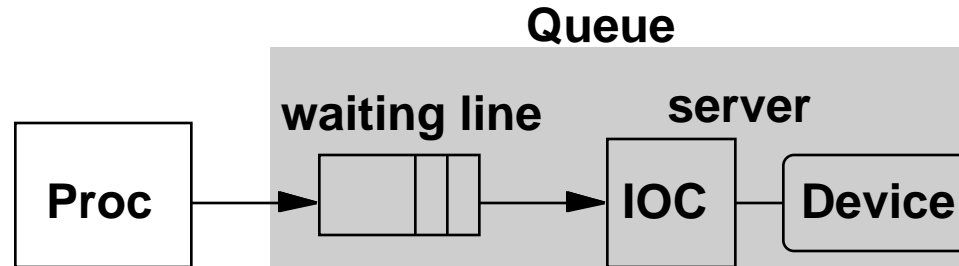 Queue
waiting line
server
Proc
IOC
Device